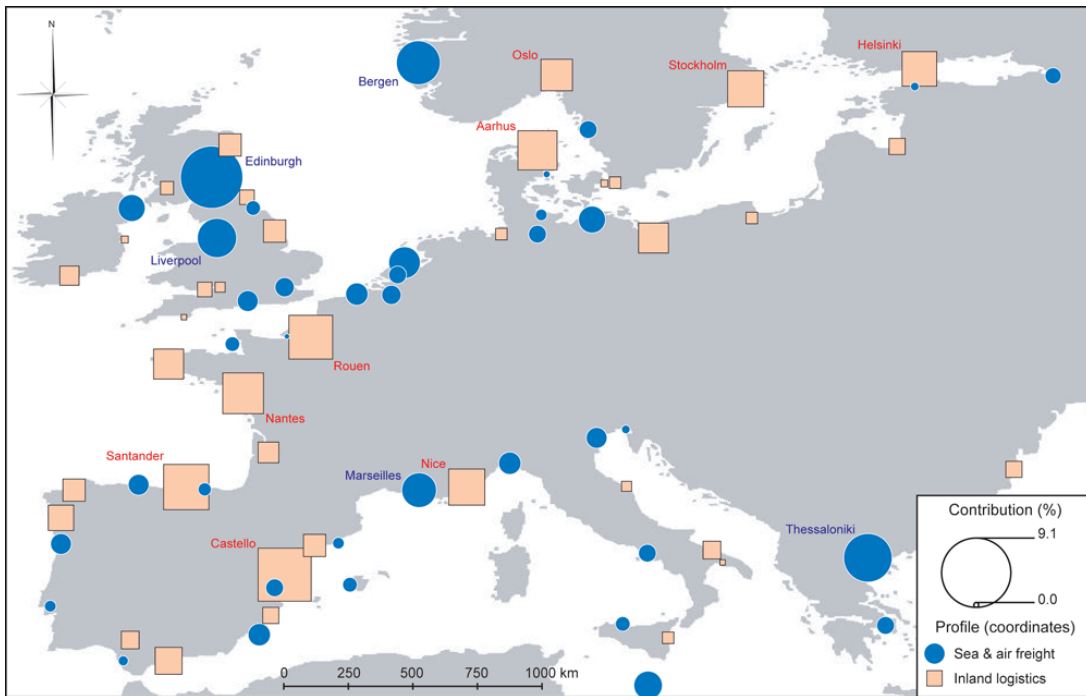 N
Bergen
Oslo
Stockholm
Helsinki
Aarhus
Edinburgh
Liverpool
Rouen
Nantes
Santander
Marseilles
Nice
Castello
Thessaloniki
0 250 500 750 1000 km
Contribution (%)
9.1
0.0
Profile (coordinates)
Sea & air freight
Inland logistics